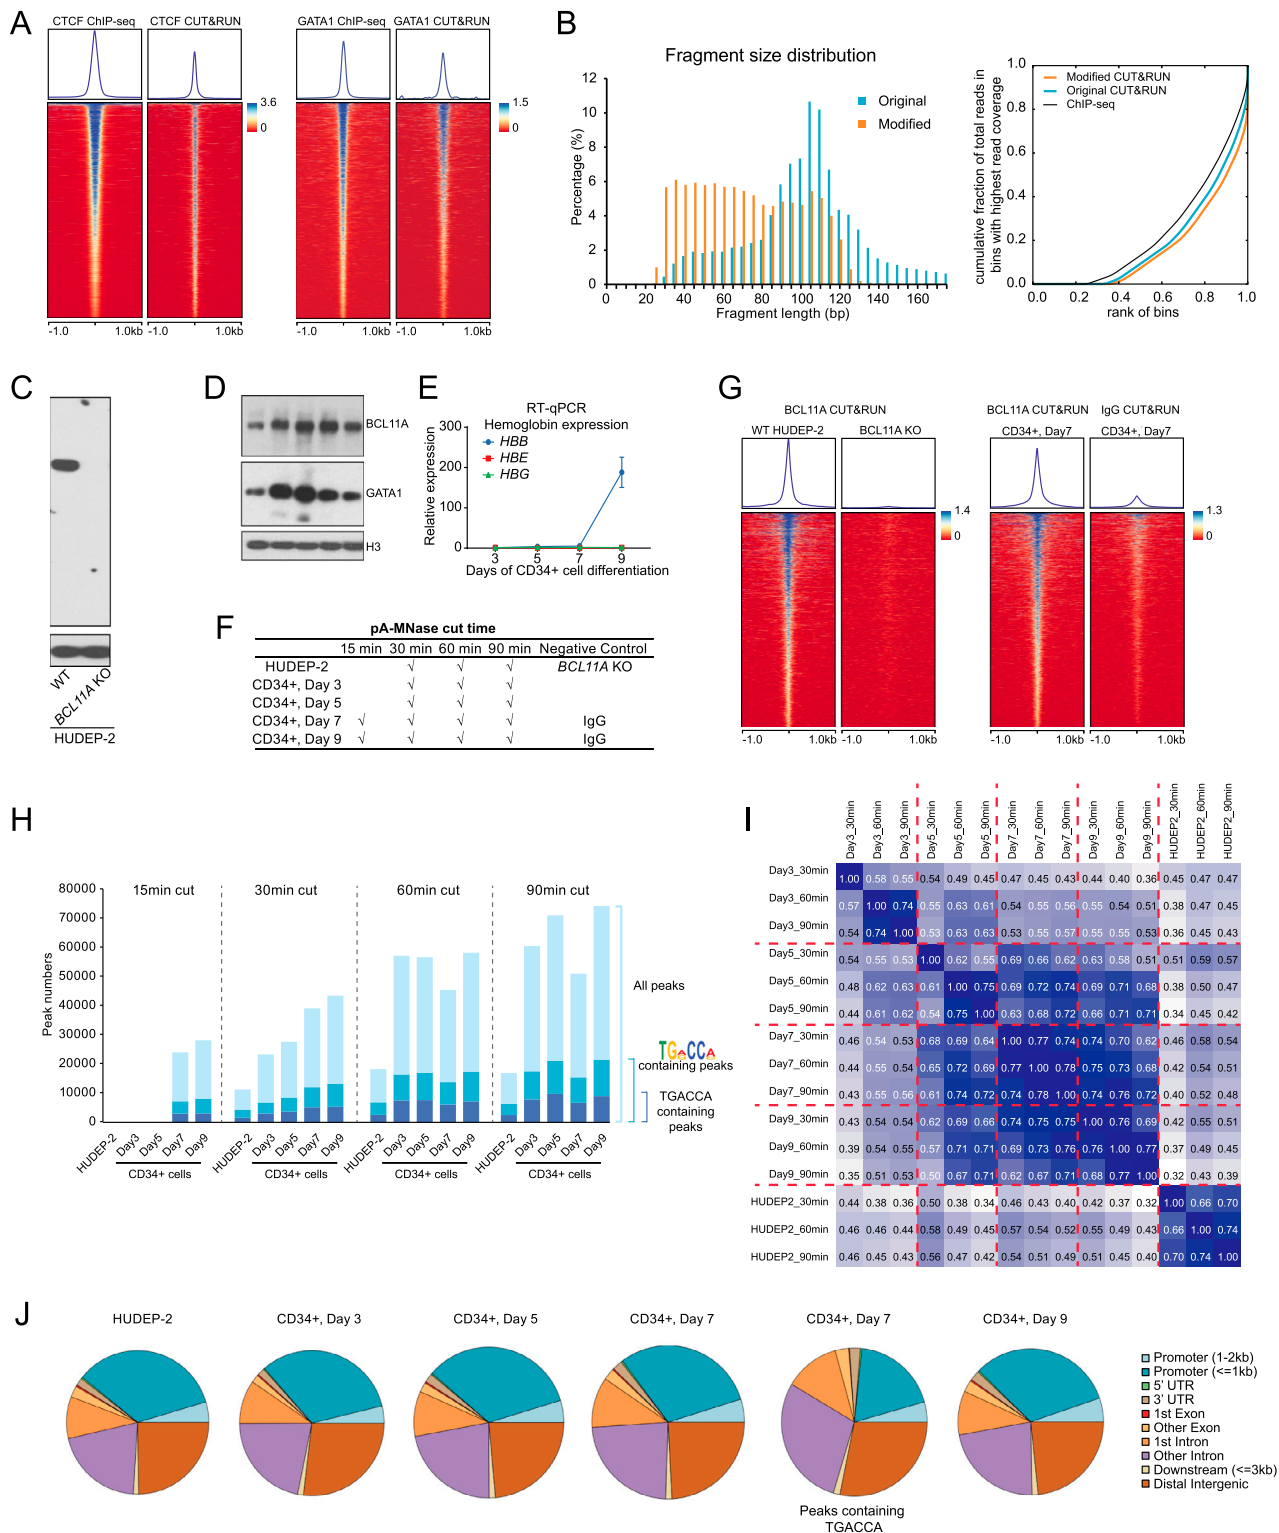 A
CTCF ChIP-seq CTCF CUT&RUN GATA1 ChIP-seq GATA1 CUT&RUN
3.6
0
1.5
0
-1.0 1.0kb -1.0 1.0kb -1.0 1.0kb -1.0 1.0kb
B
Fragment size distribution
Percentage (%)
12
10
8
6
4
2
0
Original
Modified
0 20 40 60 80 100 120 140 160
Fragment length (bp)
cumulative fraction of total reads in
bins with highest read coverage
1.0
0.8
0.6
0.4
0.2
0.0
Modified CUT&RUN
Original CUT&RUN
ChIP-seq
0.0 0.2 0.4 0.6 0.8 1.0
rank of bins
C
WT
BCL11A KO
HUDEP-2
D
BCL11A
GATA1
H3
E
RT-qPCR
Hemoglobin expression
Relative expression
300
200
100
0
HBB
HBE
HBG
3 5 7 9
Days of CD34+ cell differentiation
F
pA-MNase cut time
15 min 30 min 60 min 90 min Negative Control
HUDEP-2 √ √ √ BCL11A KO
CD34+, Day 3 √ √ √
CD34+, Day 5 √ √ √
CD34+, Day 7 √ √ √ √ IgG
CD34+, Day 9 √ √ √ √ IgG
G
BCL11A CUT&RUN BCL11A CUT&RUN IgG CUT&RUN
WT HUDEP-2 BCL11A KO CD34+, Day7 CD34+, Day7
1.4
0
1.3
0
-1.0 1.0kb -1.0 1.0kb -1.0 1.0kb -1.0 1.0kb
H
Peak numbers
80000
70000
60000
50000
40000
30000
20000
10000
0
15min cut 30min cut 60min cut 90min cut
All peaks
TGACCA
containing peaks
TGACCA
containing
peaks
HUDEP-2 Day3 Day5 Day7 Day9 HUDEP-2 Day3 Day5 Day7 Day9 HUDEP-2 Day3 Day5 Day7 Day9 HUDEP-2 Day3 Day5 Day7 Day9
CD34+ cells CD34+ cells CD34+ cells CD34+ cells
I
Day3_30min Day3_60min Day3_90min Day5_30min Day5_60min Day5_90min Day7_30min Day7_60min Day7_90min Day9_30min Day9_60min Day9_90min HUDEP2_30min HUDEP2_60min HUDEP2_90min
Day3_30min 1.00 0.58 0.55 0.54 0.49 0.45 0.47 0.45 0.43 0.44 0.40 0.36 0.45 0.47 0.47
Day3_60min 0.57 1.00 0.74 0.55 0.63 0.61 0.54 0.55 0.56 0.55 0.54 0.51 0.38 0.47 0.45
Day3_90min 0.54 0.74 1.00 0.53 0.63 0.63 0.53 0.55 0.57 0.55 0.55 0.53 0.36 0.45 0.43
Day5_30min 0.54 0.55 0.53 1.00 0.62 0.55 0.69 0.66 0.62 0.63 0.58 0.51 0.51 0.59 0.57
Day5_60min 0.48 0.62 0.63 0.61 1.00 0.75 0.69 0.72 0.74 0.69 0.71 0.68 0.38 0.50 0.47
Day5_90min 0.44 0.61 0.62 0.54 0.75 1.00 0.63 0.68 0.72 0.66 0.71 0.71 0.34 0.45 0.42
Day7_30min 0.46 0.54 0.53 0.68 0.69 0.64 1.00 0.77 0.74 0.74 0.70 0.62 0.46 0.58 0.54
Day7_60min 0.44 0.55 0.54 0.65 0.72 0.69 0.77 1.00 0.78 0.75 0.73 0.68 0.42 0.54 0.51
Day7_90min 0.43 0.55 0.56 0.61 0.74 0.72 0.74 0.78 1.00 0.74 0.76 0.72 0.40 0.52 0.48
Day9_30min 0.43 0.54 0.54 0.62 0.69 0.66 0.74 0.75 0.75 1.00 0.76 0.69 0.42 0.55 0.51
Day9_60min 0.39 0.54 0.55 0.57 0.71 0.71 0.69 0.73 0.76 0.76 1.00 0.77 0.37 0.49 0.45
Day9_90min 0.35 0.51 0.53 0.50 0.67 0.71 0.62 0.67 0.71 0.68 0.77 1.00 0.32 0.43 0.39
HUDEP2_30min 0.44 0.38 0.36 0.50 0.38 0.34 0.46 0.43 0.40 0.42 0.37 0.32 1.00 0.66 0.70
HUDEP2_60min 0.46 0.46 0.44 0.58 0.49 0.45 0.57 0.54 0.52 0.55 0.49 0.43 0.66 1.00 0.74
HUDEP2_90min 0.46 0.45 0.43 0.56 0.47 0.42 0.54 0.51 0.49 0.51 0.45 0.40 0.70 0.74 1.00
J
HUDEP-2 CD34+, Day 3 CD34+, Day 5 CD34+, Day 7 CD34+, Day 7 CD34+, Day 9
Peaks containing
TGACCA
Promoter (1-2kb)
Promoter (<=1kb)
5' UTR
3' UTR
1st Exon
Other Exon
1st Intron
Other Intron
Downstream (<=3kb)
Distal Intergenic